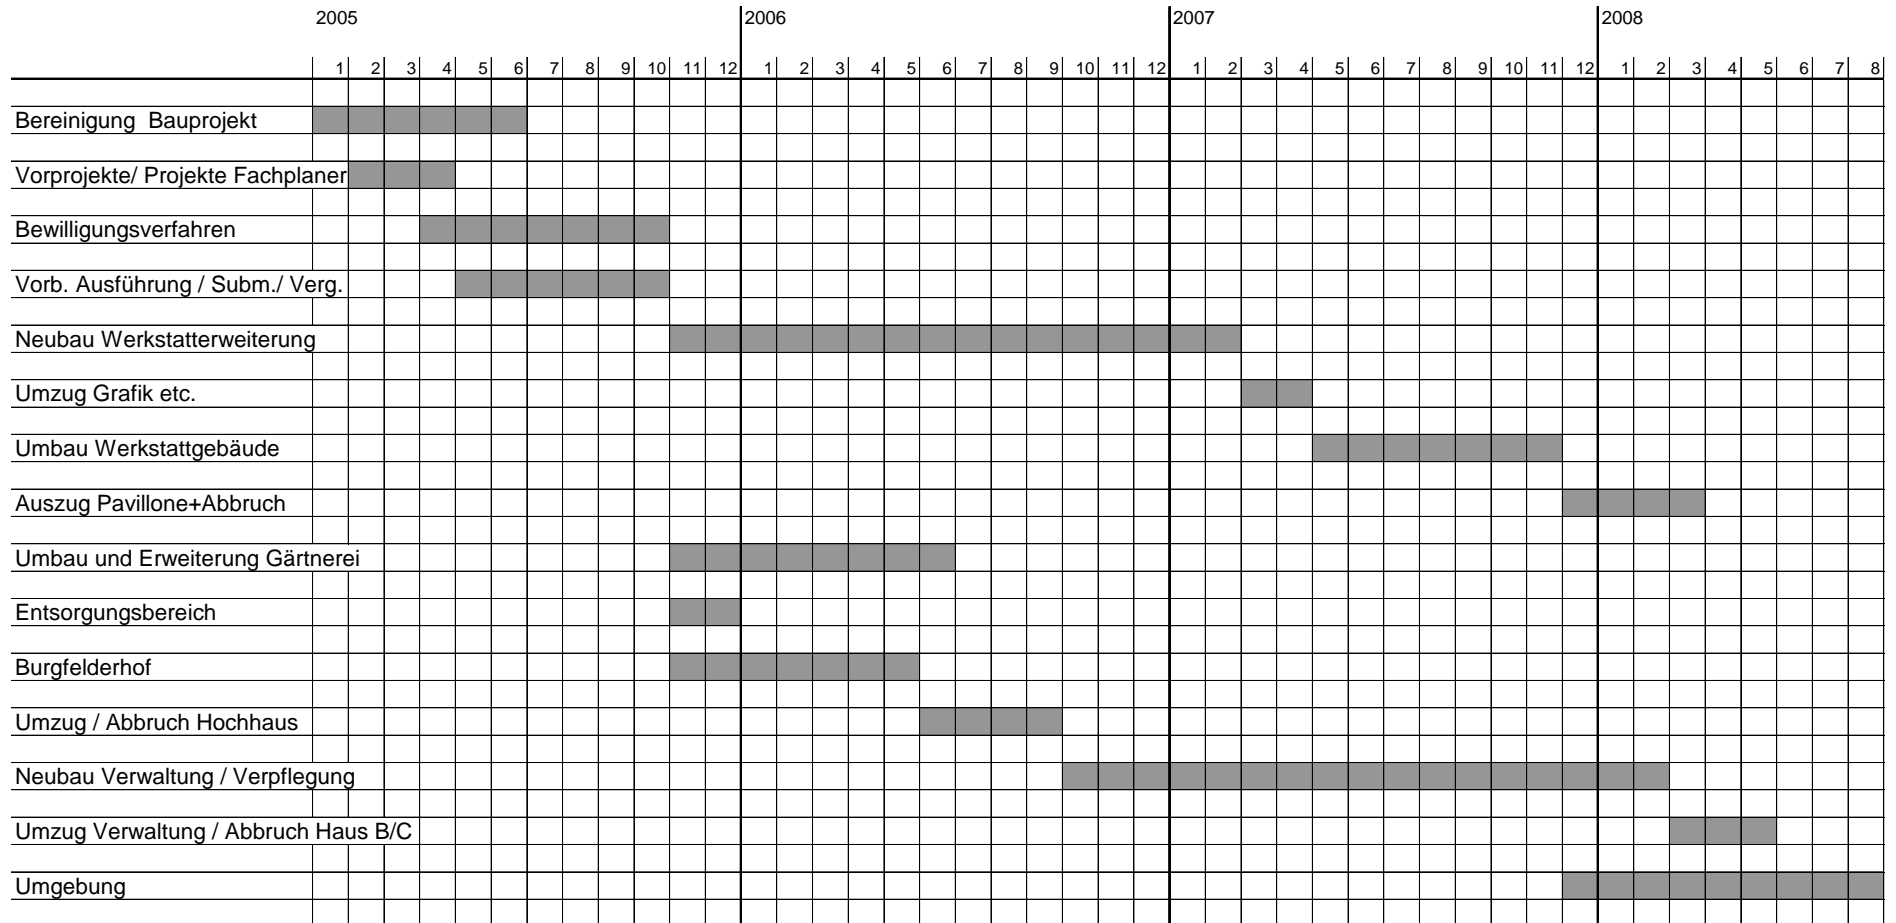 2005 2006 2007 2008
1 2 3 4 5 6 7 8 9 10 11 12 1 2 3 4 5 6 7 8 9 10 11 12 1 2 3 4 5 6 7 8 9 10 11 12 1 2 3 4 5 6 7 8
Bereinigung Bauprojekt
Vorprojekte/ Projekte Fachplaner
Bewilligungsverfahren
Vorb. Ausführung / Subm./ Verg.
Neubau Werkstatterweiterung
Umzug Grafik etc.
Umbau Werkstattgebäude
Auszug Pavillone+Abbruch
Umbau und Erweiterung Gärtnerei
Entsorgungsbereich
Burgfelderhof
Umzug / Abbruch Hochhaus
Neubau Verwaltung / Verpflegung
Umzug Verwaltung / Abbruch Haus B/C
Umgebung